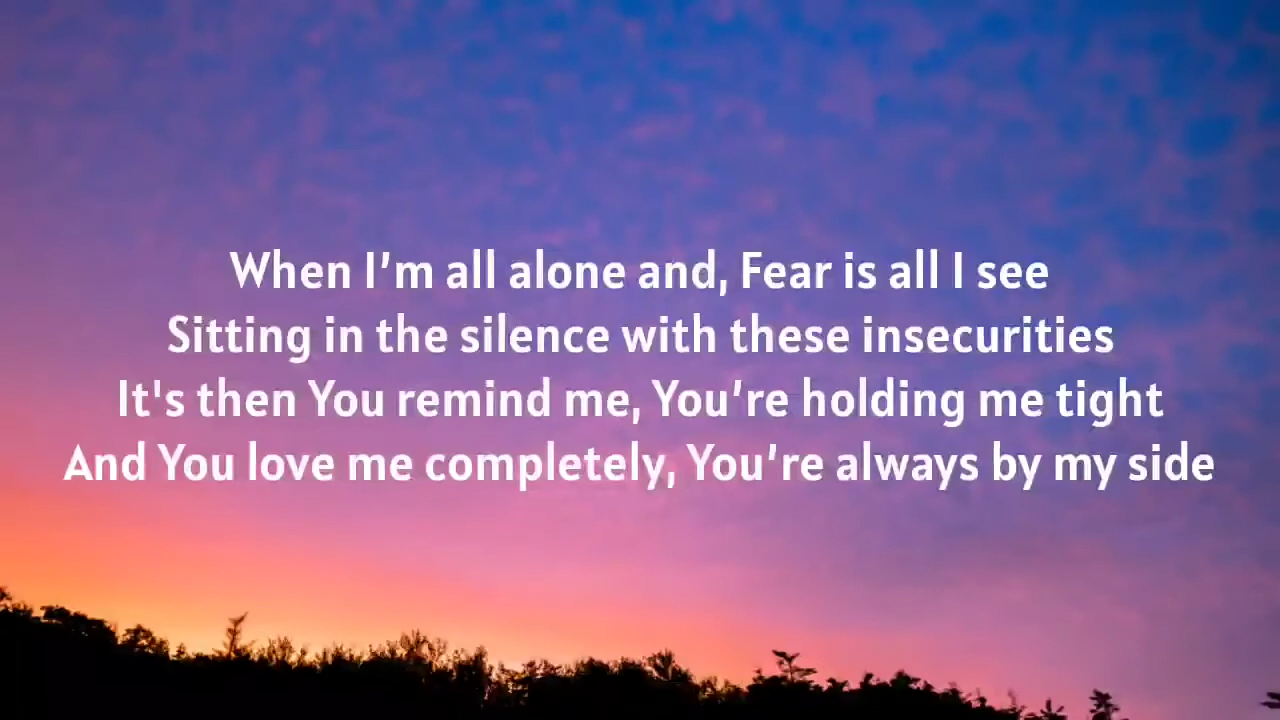 When I’m all alone and, Fear is all I see
Sitting in the silence with these insecurities
It's then You remind me, You’re holding me tight
And You love me completely, You’re always by my side